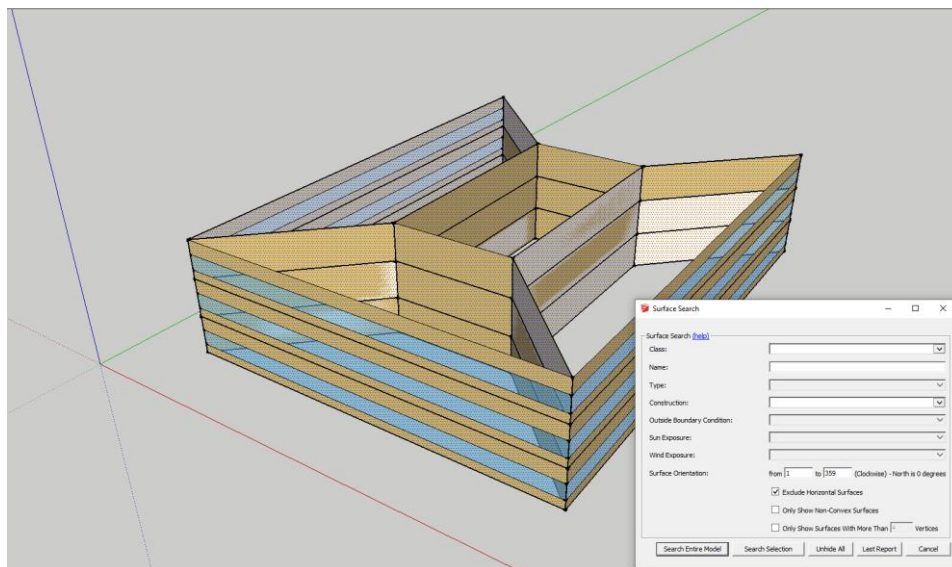 Surface Search
Surface Search (help)
Class:
Name:
Type:
Construction:
Outside Boundary Condition:
Sun Exposure:
Wind Exposure:
Surface Orientation: from 1 to 359 (Clockwise) - North is 0 degrees
Exclude Horizontal Surfaces
Only Show Non-Convex Surfaces
Only Show Surfaces With More Than Vertices
Search Entire Model Search Selection Unhide All Last Report Cancel